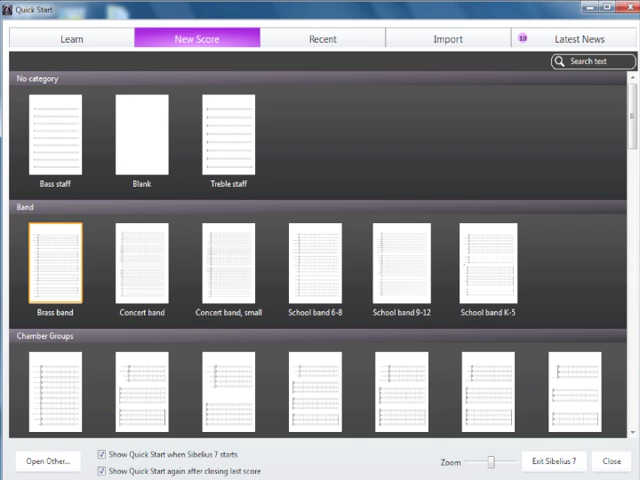 Quick Start
Learn
New Score
Recent
Import
10
Latest News
Search text
No category
Bass staff
Blank
Treble staff
Band
Brass band
Concert band
Concert band, small
School band 6-8
School band 9-12
School band K-5
Chamber Groups
Open Other...
Show Quick Start when Sibelius 7 starts
Show Quick Start again after closing last score
Zoom
Exit Sibelius 7
Close